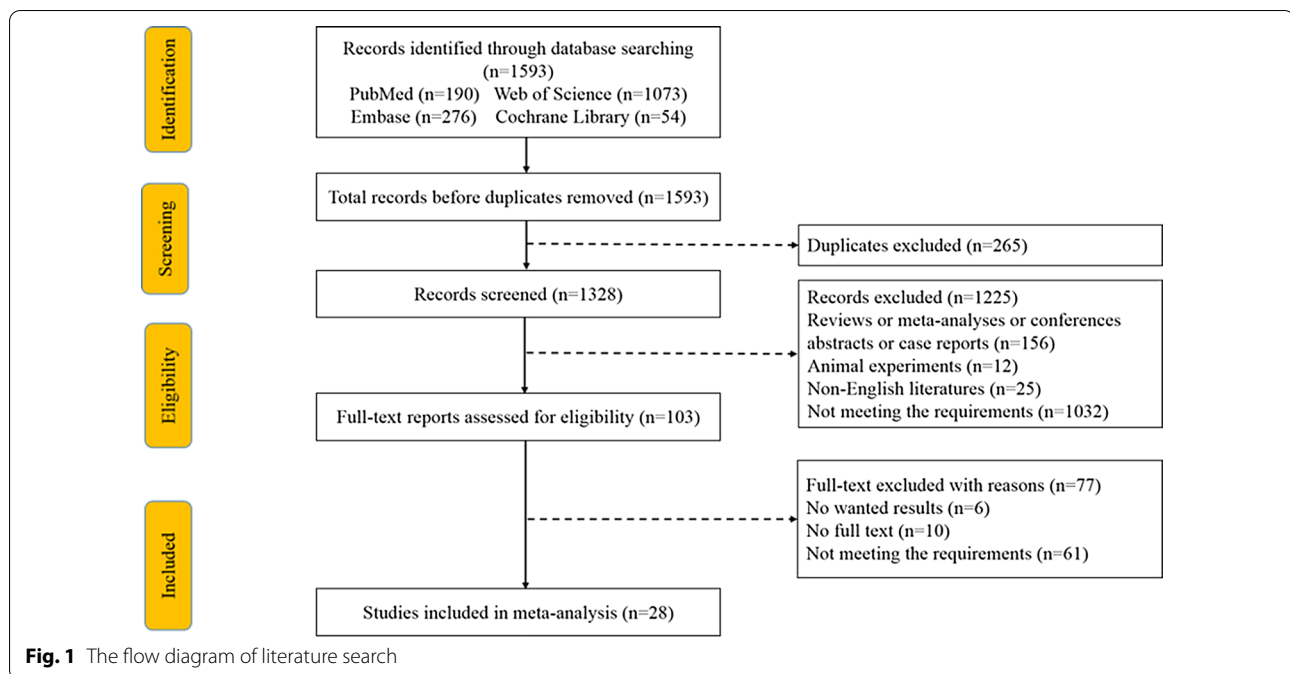 Identification
Records identified through database searching
(n=1593)
PubMed (n=190) Web of Science (n=1073)
Embase (n=276) Cochrane Library (n=54)
Screening
Total records before duplicates removed (n=1593)
Duplicates excluded (n=265)
Records screened (n=1328)
Records excluded (n=1225)
Reviews or meta-analyses or conferences
abstracts or case reports (n=156)
Animal experiments (n=12)
Non-English literatures (n=25)
Not meeting the requirements (n=1032)
Eligibility
Full-text reports assessed for eligibility (n=103)
Full-text excluded with reasons (n=77)
No wanted results (n=6)
No full text (n=10)
Not meeting the requirements (n=61)
Included
Studies included in meta-analysis (n=28)
Fig. 1 The flow diagram of literature search